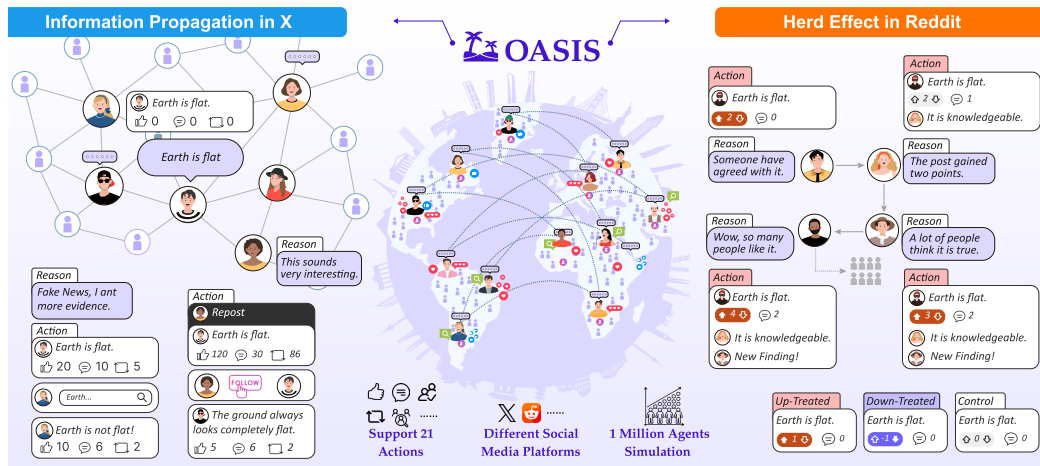 Information Propagation in X
OASIS
Herd Effect in Reddit
Earth is flat.
0 0 0
Earth is flat
Reason
This sounds
very interesting.
Reason
Fake News, I ant
more evidence.
Action
Earth is flat.
20 10 5
Earth...
Earth is not flat!
10 6 2
Action
Repost
Earth is flat.
120 30 86
FOLLOW
The ground always
looks completely flat.
5 6 2
Support 21
Actions
Different Social
Media Platforms
1 Million Agents
Simulation
Action
Earth is flat.
2 0
Reason
Someone have
agreed with it.
Action
Earth is flat.
2 1
It is knowledgeable.
Reason
The post gained
two points.
Reason
Wow, so many
people like it.
Reason
A lot of people
think it is true.
Action
Earth is flat.
4 2
It is knowledgeable.
New Finding!
Action
Earth is flat.
3 2
It is knowledgeable.
New Finding!
Up-Treated
Earth is flat.
1 0
Down-Treated
Earth is flat.
-1 0
Control
Earth is flat.
0 0